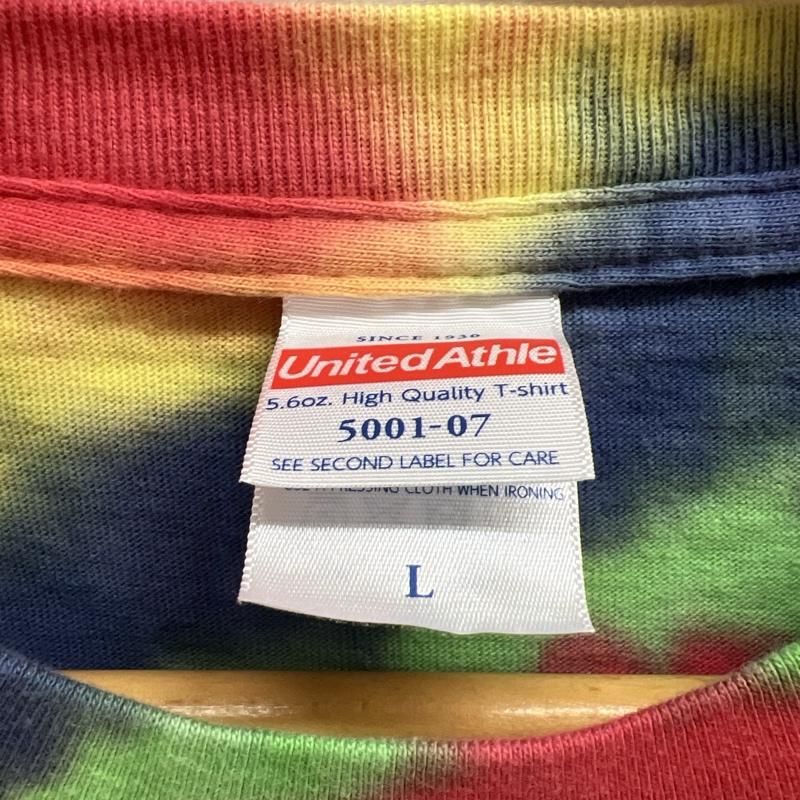 SINCE 1930
United Athle
5.6oz. High Quality T-shirt
5001-07
SEE SECOND LABEL FOR CARE
PRESSING CLOTH WHEN IRONING
L